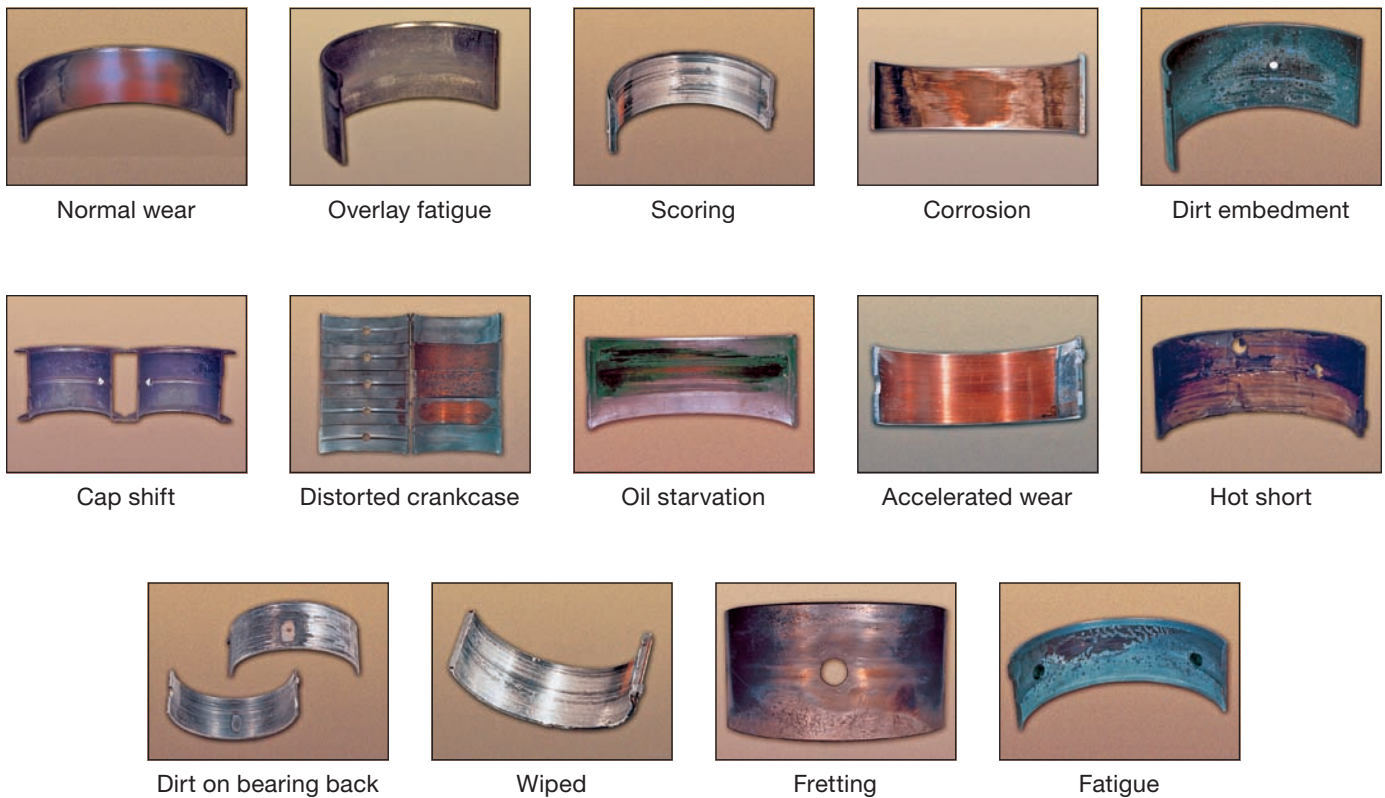 Normal wear
Overlay fatigue
Scoring
Corrosion
Dirt embedment
Cap shift
Distorted crankcase
Oil starvation
Accelerated wear
Hot short
Dirt on bearing back
Wiped
Fretting
Fatigue